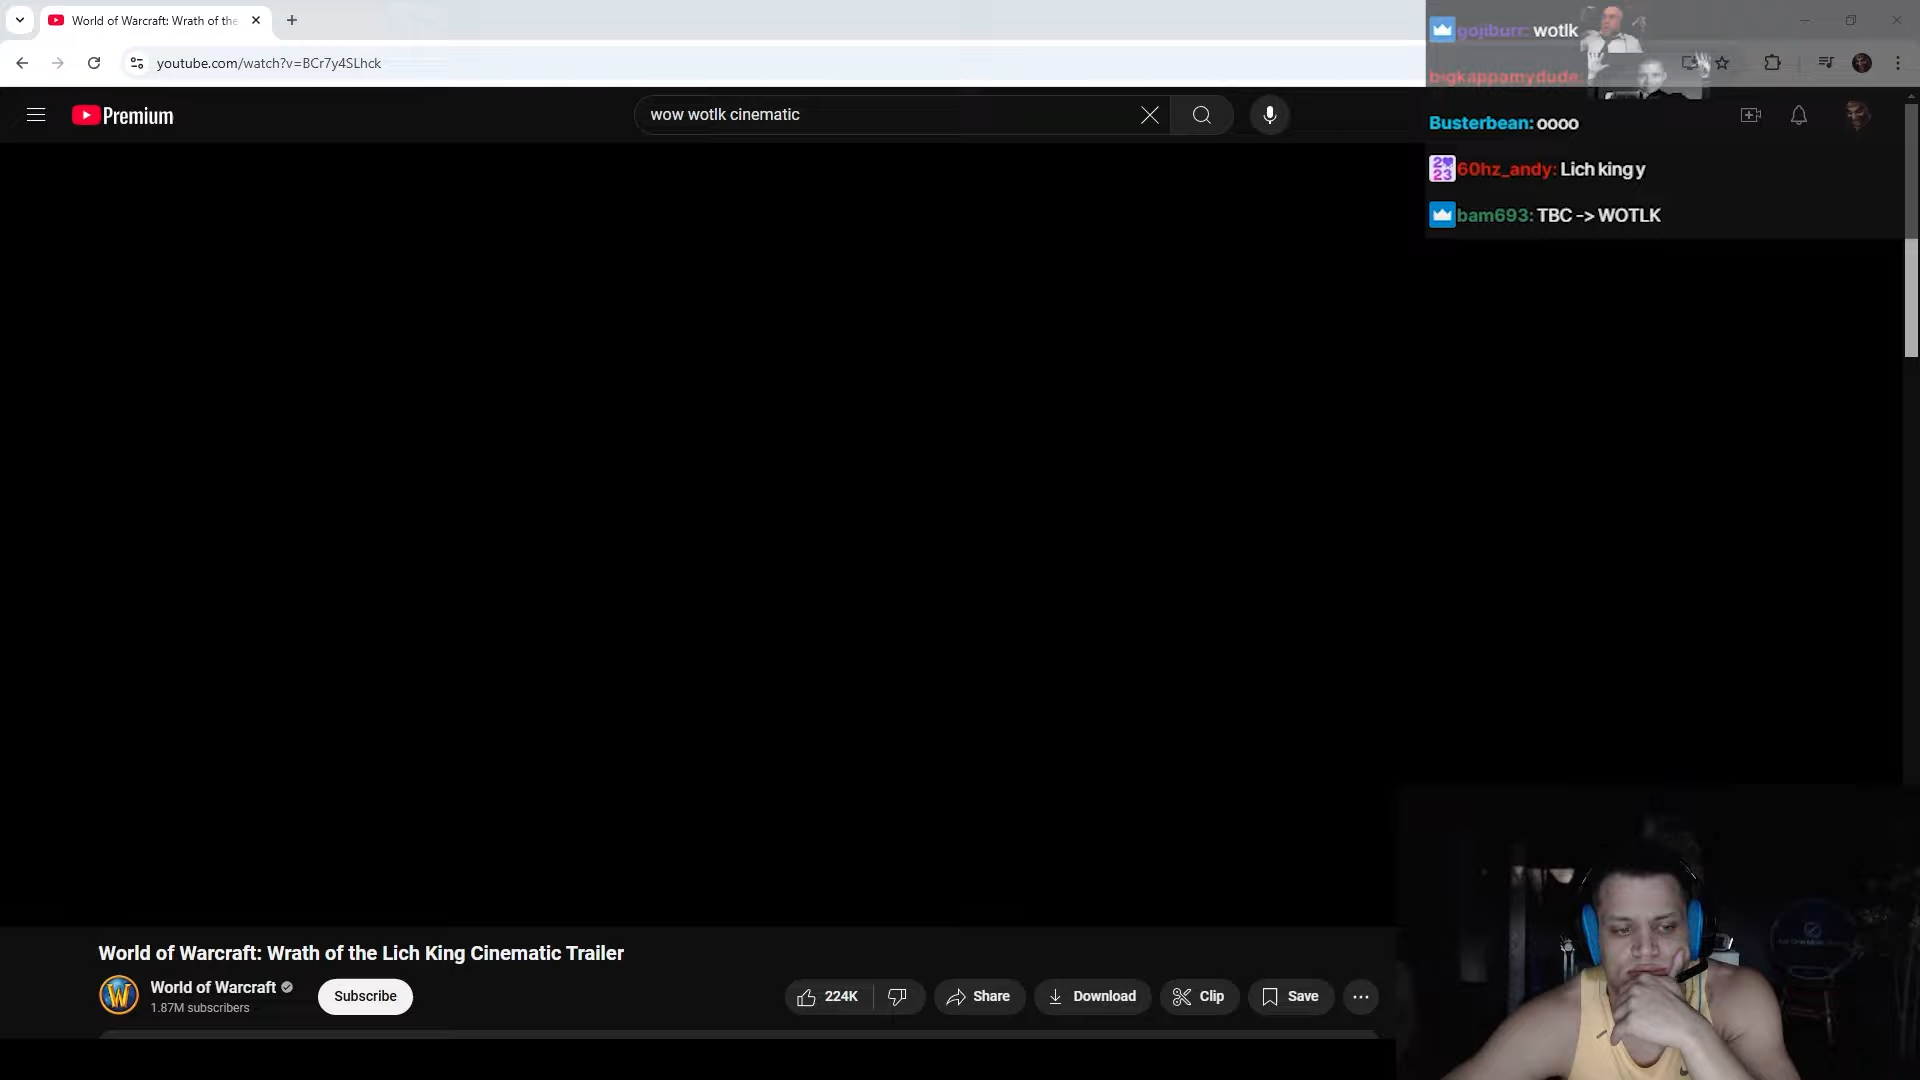 World of Warcraft: Wrath of the
youtube.com/watch?v=BCr7y4SLhck
Premium
wow wotlk cinematic
gojiburr: wotlk
bigkappamydude:
Busterbean: oooo
60hz_andy: Lich king y
bam693: TBC -> WOTLK
World of Warcraft: Wrath of the Lich King Cinematic Trailer
World of Warcraft
1.87M subscribers
Subscribe
224K
Share
Download
Clip
Save